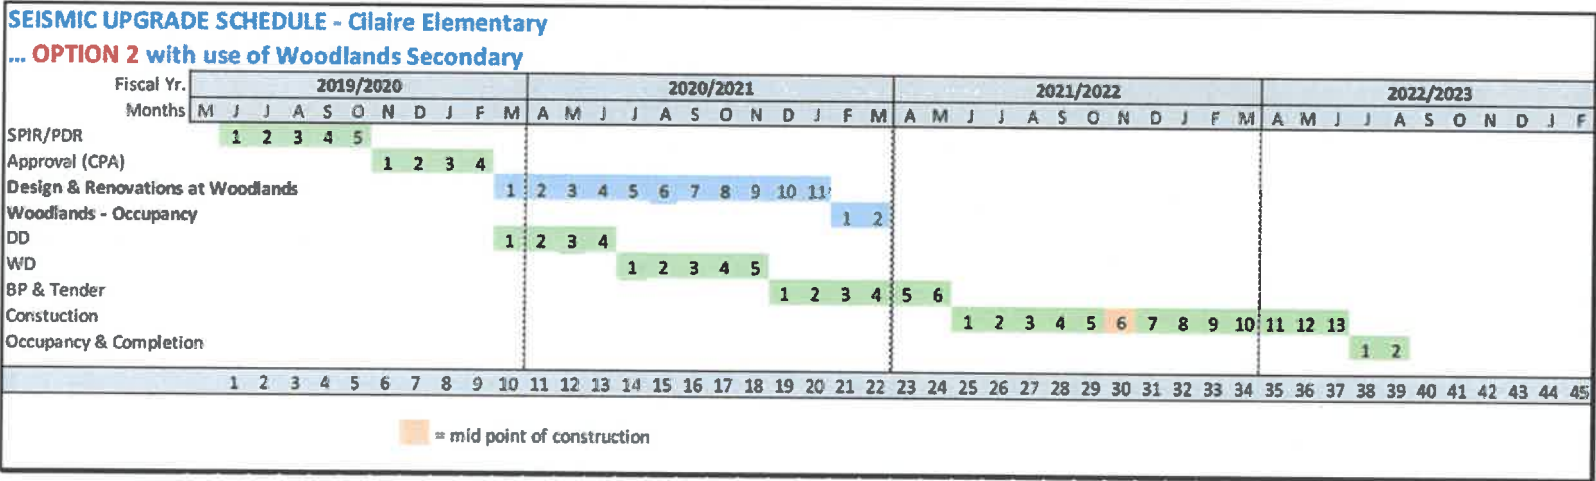 SEISMIC UPGRADE SCHEDULE - Cilaire Elementary
... OPTION 2 with use of Woodlands Secondary
Fiscal Yr. 2019/2020 2020/2021 2021/2022 2022/2023
Months M J J A S O N D J F M A M J J A S O N D J F M A M J J A S O N D J F M A M J J A S O N D J F
SPIR/PDR 1 2 3 4 5
Approval (CPA) 1 2 3 4
Design & Renovations at Woodlands 1 2 3 4 5 6 7 8 9 10 11
Woodlands - Occupancy 1 2
DD 1 2 3 4
WD 1 2 3 4 5
BP & Tender 1 2 3 4 5 6
Constuction 1 2 3 4 5 6 7 8 9 10 11 12 13
Occupancy & Completion 1 2
1 2 3 4 5 6 7 8 9 10 11 12 13 14 15 16 17 18 19 20 21 22 23 24 25 26 27 28 29 30 31 32 33 34 35 36 37 38 39 40 41 42 43 44 45
= mid point of construction